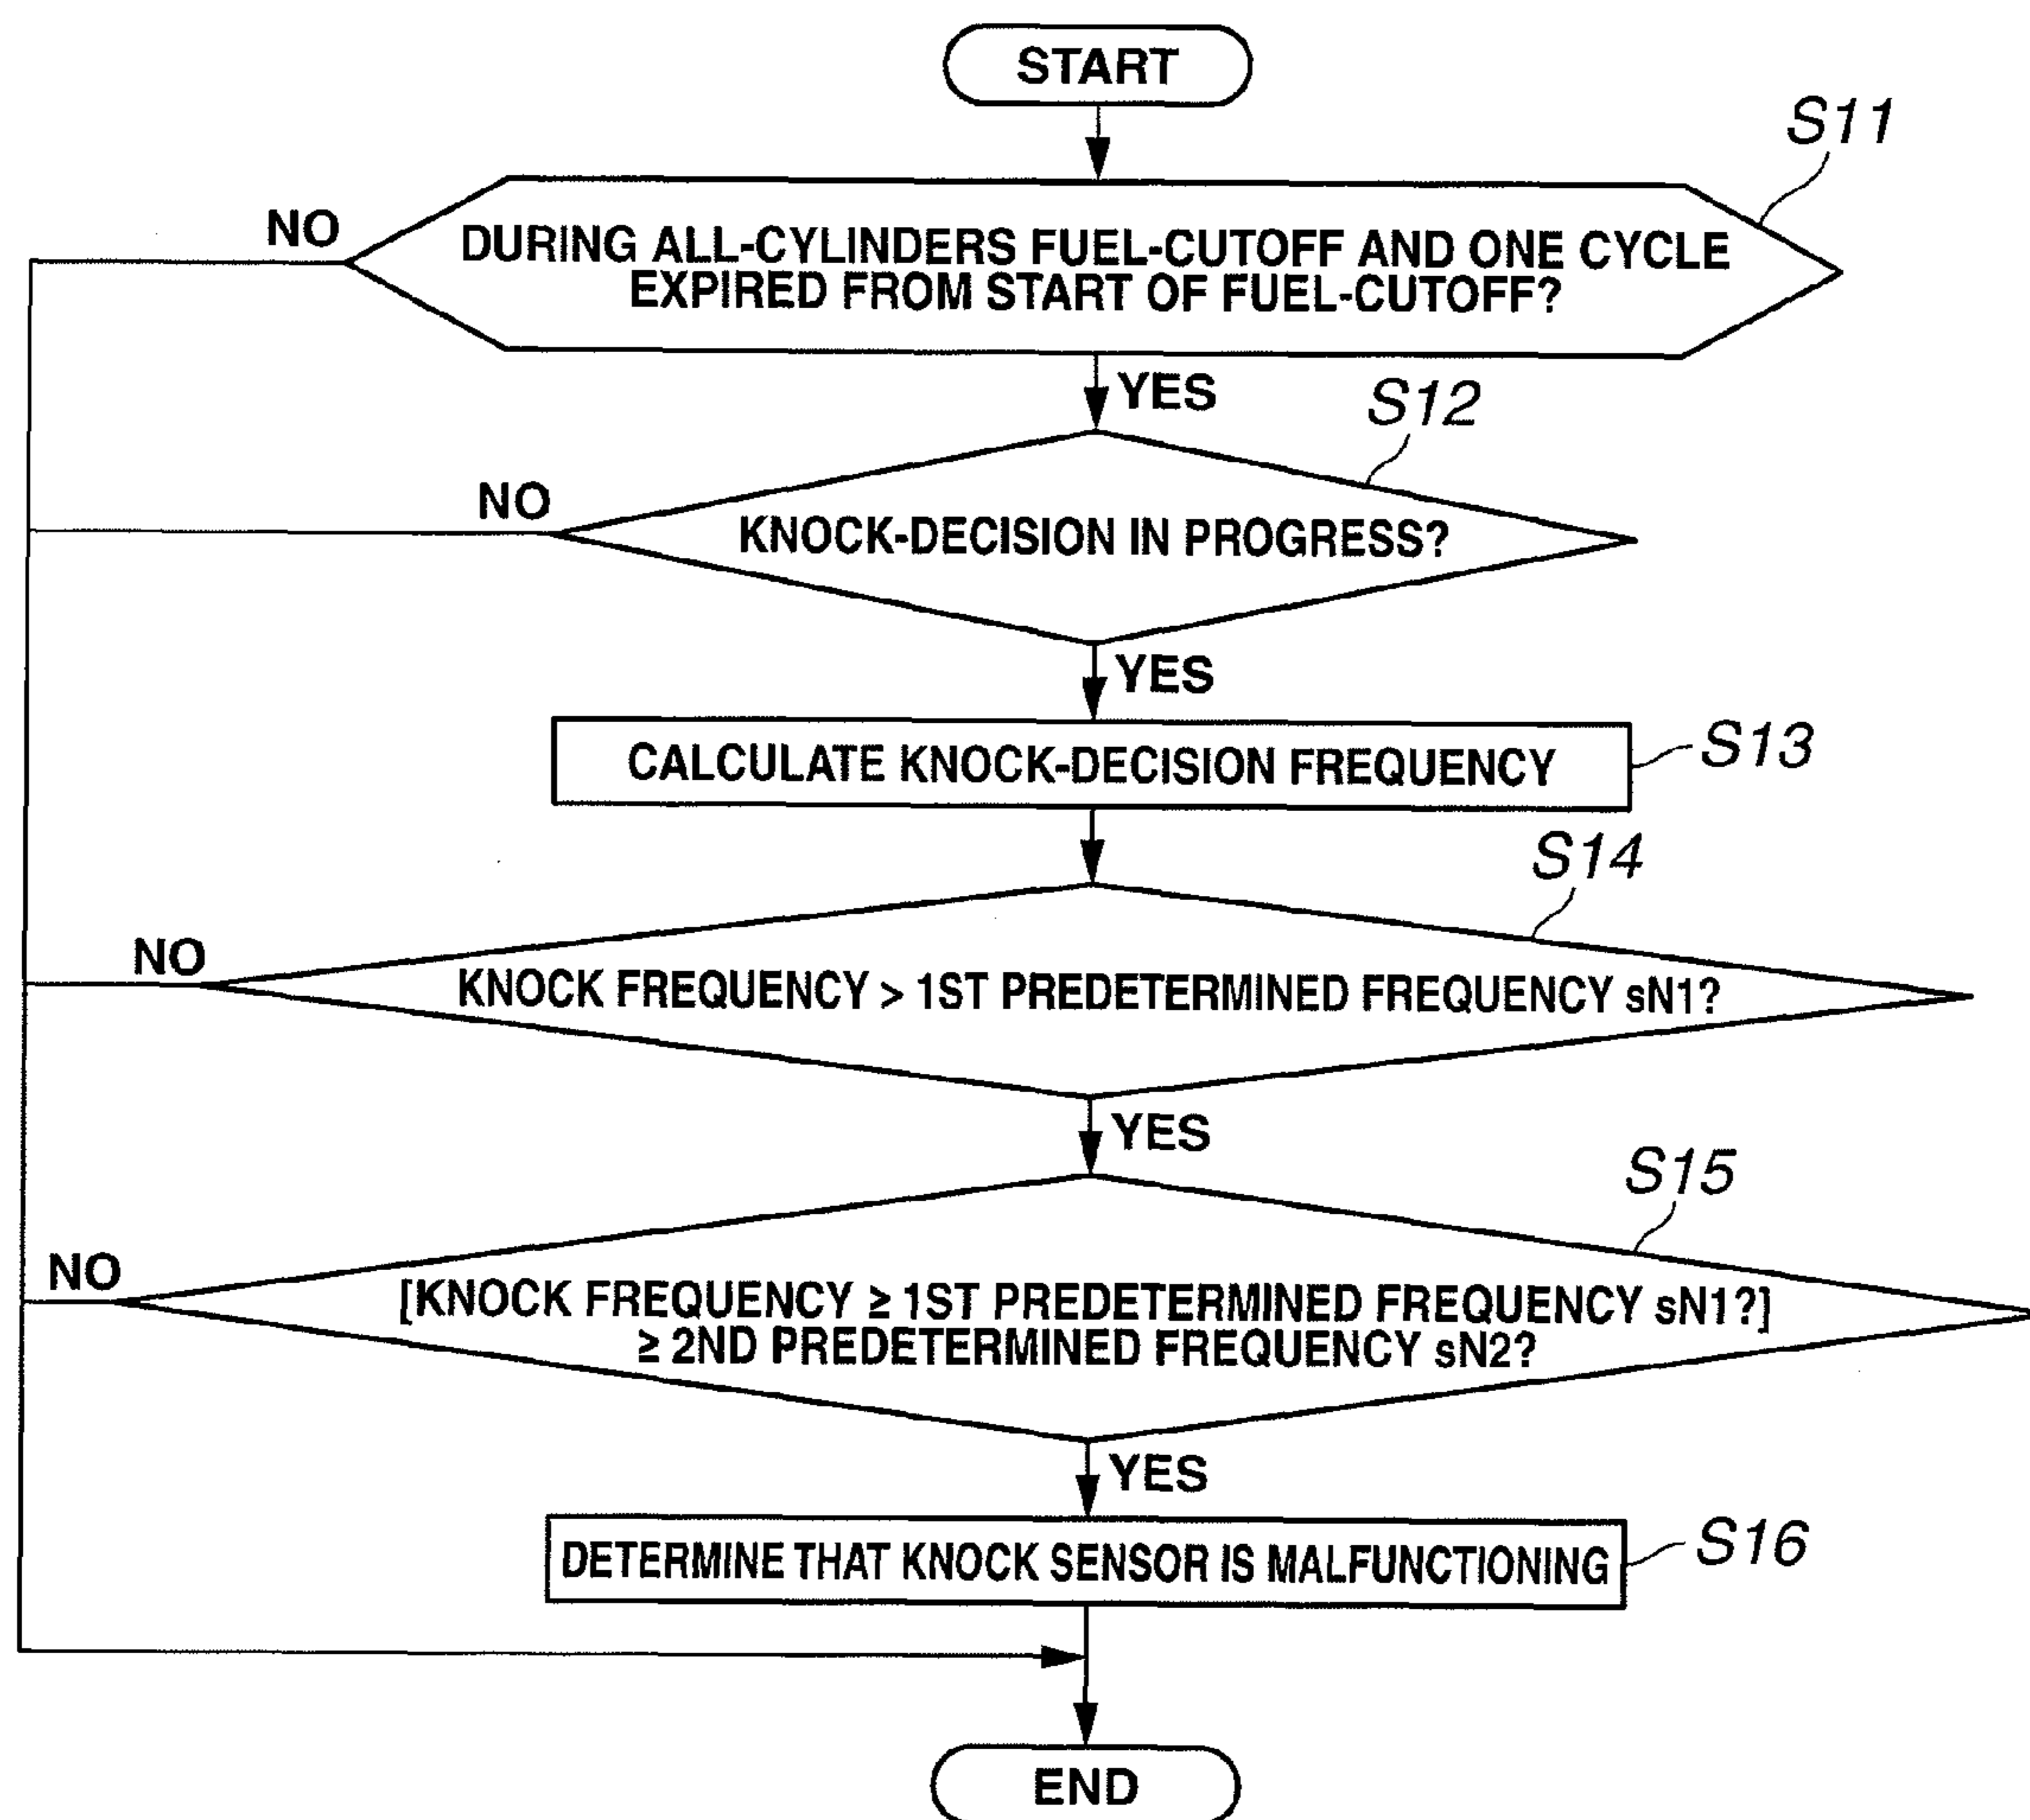 START
S11
NO
DURING ALL-CYLINDERS FUEL-CUTOFF AND ONE CYCLE
EXPIRED FROM START OF FUEL-CUTOFF?
YES
S12
NO
KNOCK-DECISION IN PROGRESS?
YES
CALCULATE KNOCK-DECISION FREQUENCY
S13
S14
NO
KNOCK FREQUENCY > 1ST PREDETERMINED FREQUENCY sN1?
YES
S15
NO
[KNOCK FREQUENCY ≥ 1ST PREDETERMINED FREQUENCY sN1?]
≥ 2ND PREDETERMINED FREQUENCY sN2?
YES
DETERMINE THAT KNOCK SENSOR IS MALFUNCTIONING
S16
END